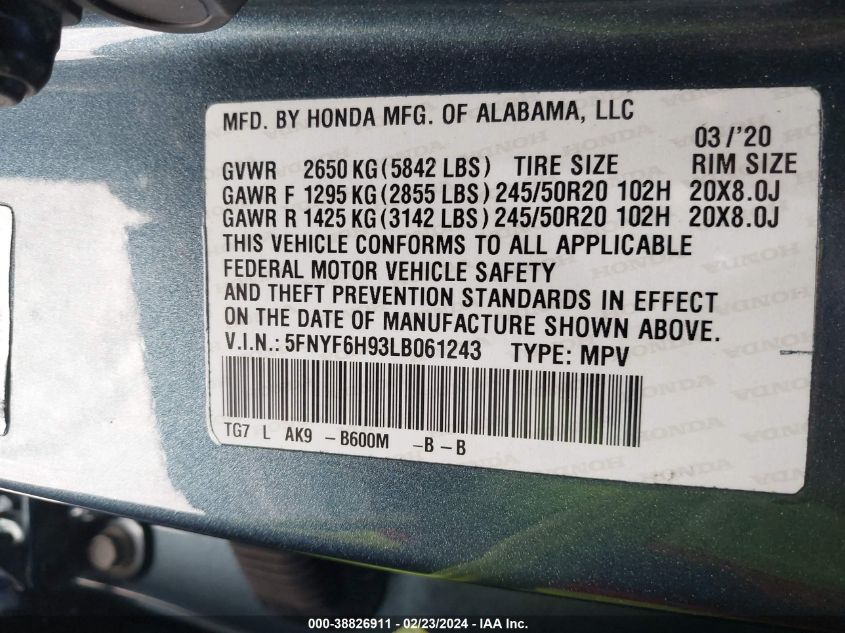 MFD. BY HONDA MFG. OF ALABAMA, LLC
03/'20
GVWR 2650 KG (5842 LBS) TIRE SIZE RIM SIZE
GAWR F 1295 KG (2855 LBS) 245/50R20 102H 20X8.0J
GAWR R 1425 KG (3142 LBS) 245/50R20 102H 20X8.0J
THIS VEHICLE CONFORMS TO ALL APPLICABLE
FEDERAL MOTOR VEHICLE SAFETY
AND THEFT PREVENTION STANDARDS IN EFFECT
ON THE DATE OF MANUFACTURE SHOWN ABOVE.
V.I.N.: 5FNYF6H93LB061243 TYPE: MPV
TG7 L AK9 -B600M -B-B
000-38826911 - 02/23/2024 - IAA Inc.